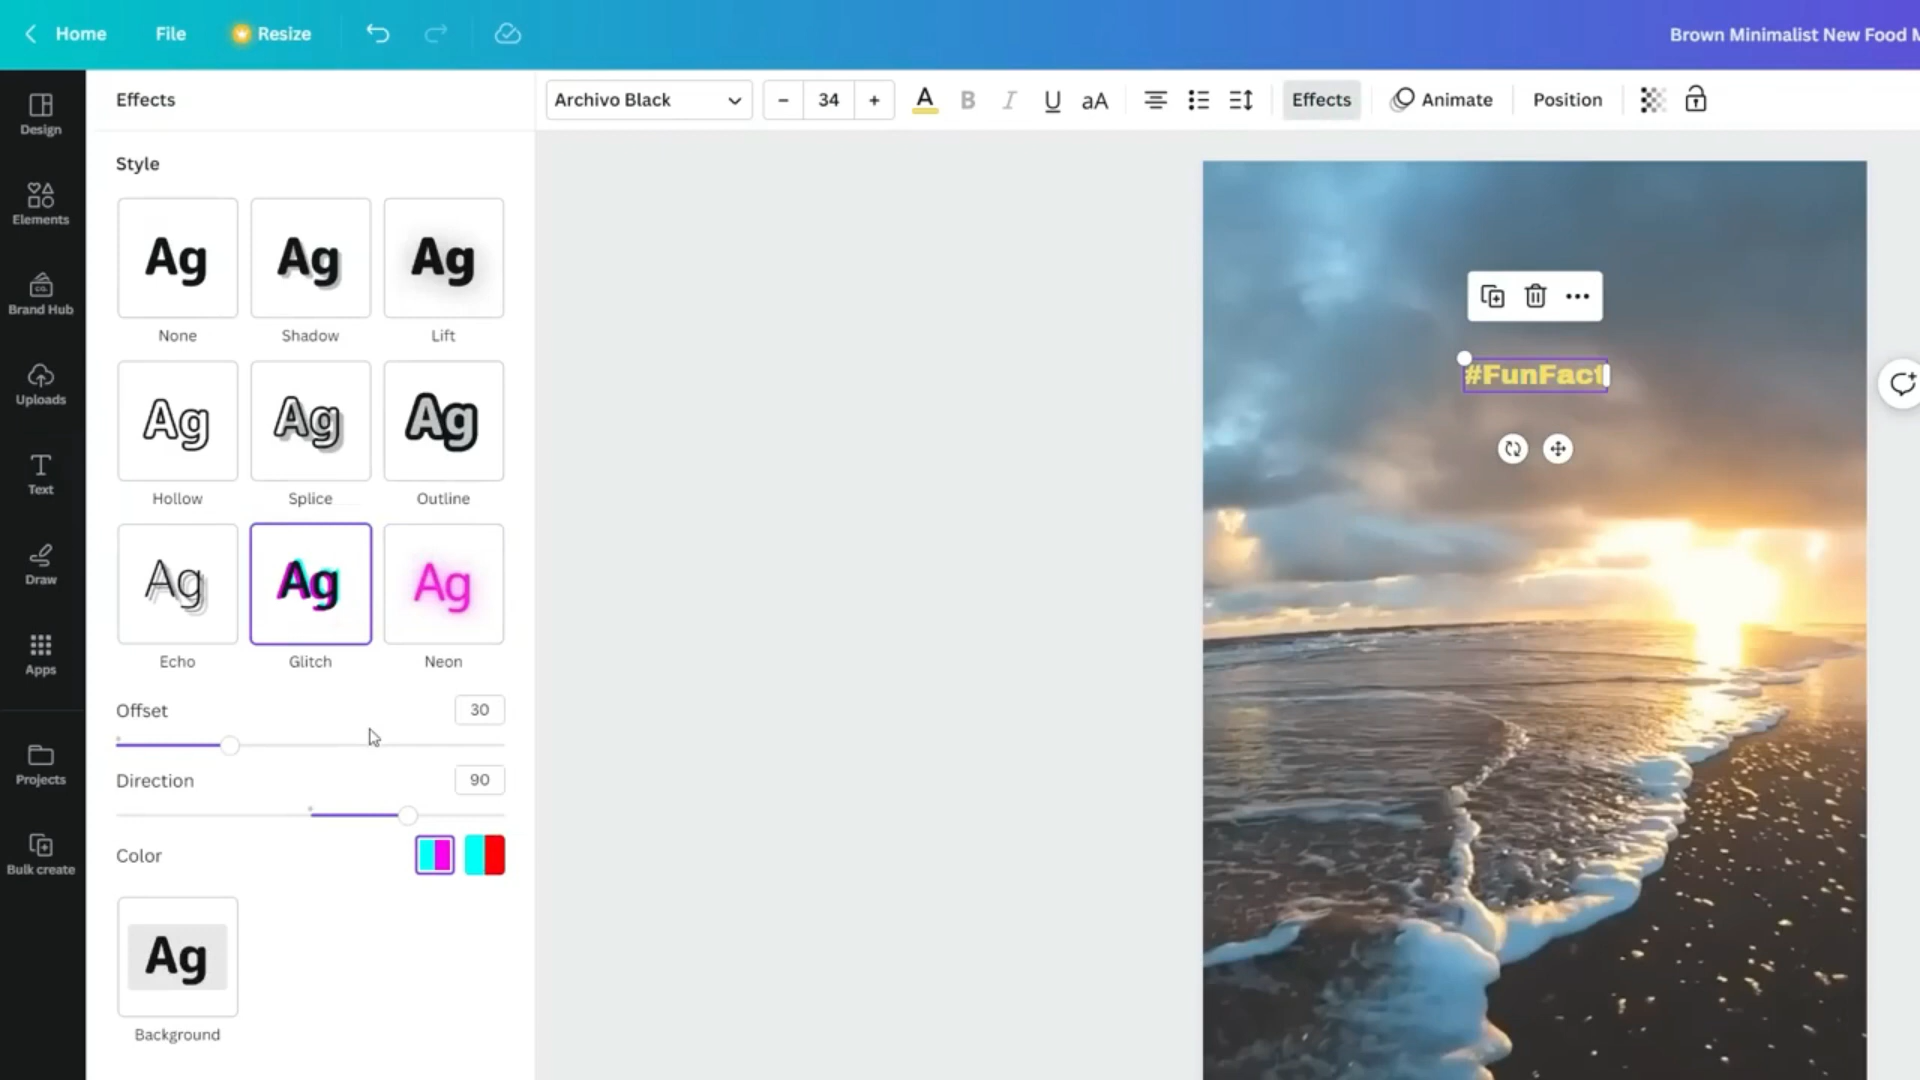 Home File Resize Brown Minimalist New Food M
Effects Archivo Black – 34 + A B I U aA Effects Animate Position
Design
Style
Elements
Ag Ag Ag
None Shadow Lift
Brand Hub
#FunFact
Uploads
Ag Ag Ag
Hollow Splice Outline
Text
Draw
Ag Ag Ag
Echo Glitch Neon
Apps
Offset 30
Projects
Direction 90
Color
Bulk create
Ag
Background